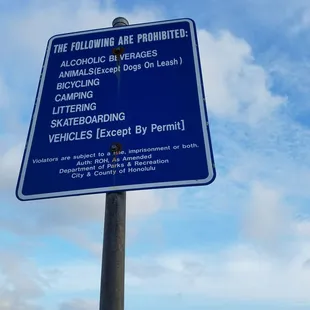 THE FOLLOWING ARE PROHIBITED:
ALCOHOLIC BEVERAGES
ANIMALS(Except Dogs On Leash)
BICYCLING
CAMPING
LITTERING
SKATEBOARDING
VEHICLES [Except By Permit]
Violators are subject to a fine, imprisonment or both.
Auth: ROH, As Amended
Department of Parks & Recreation
City & County of Honolulu